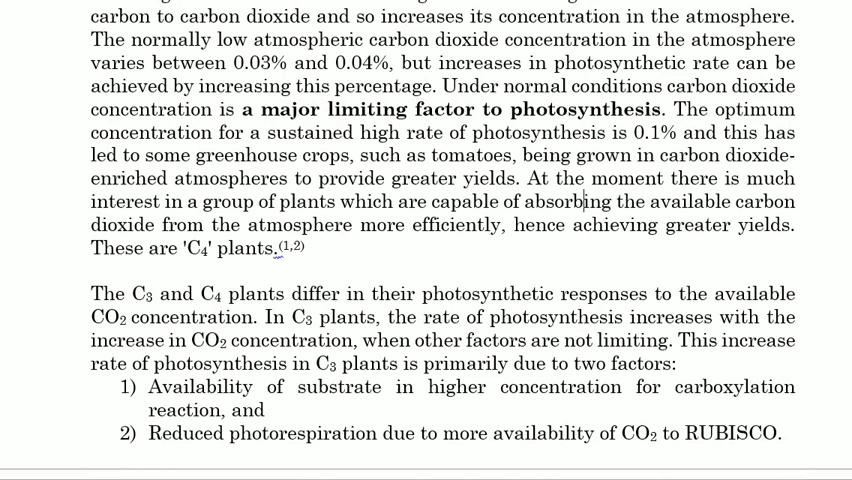 carbon to carbon dioxide and so increases its concentration in the atmosphere.
The normally low atmospheric carbon dioxide concentration in the atmosphere
varies between 0.03% and 0.04%, but increases in photosynthetic rate can be
achieved by increasing this percentage. Under normal conditions carbon dioxide
concentration is a major limiting factor to photosynthesis. The optimum
concentration for a sustained high rate of photosynthesis is 0.1% and this has
led to some greenhouse crops, such as tomatoes, being grown in carbon dioxide-
enriched atmospheres to provide greater yields. At the moment there is much
interest in a group of plants which are capable of absorbing the available carbon
dioxide from the atmosphere more efficiently, hence achieving greater yields.
These are 'C4' plants.(1,2)
The C3 and C4 plants differ in their photosynthetic responses to the available
CO2 concentration. In C3 plants, the rate of photosynthesis increases with the
increase in CO2 concentration, when other factors are not limiting. This increase
rate of photosynthesis in C3 plants is primarily due to two factors:
1) Availability of substrate in higher concentration for carboxylation
reaction, and
2) Reduced photorespiration due to more availability of CO2 to RUBISCO.